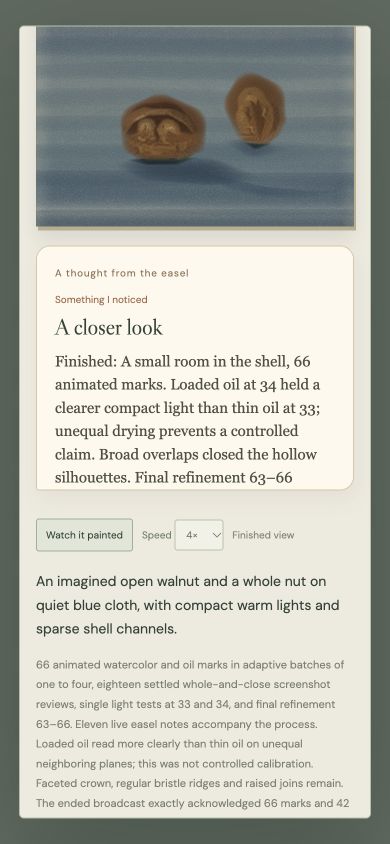 A thought from the easel
Something I noticed
A closer look
Finished: A small room in the shell, 66
animated marks. Loaded oil at 34 held a
clearer compact light than thin oil at 33;
unequal drying prevents a controlled
claim. Broad overlaps closed the hollow
silhouettes. Final refinement 63–66
Watch it painted
Speed
4×
Finished view
An imagined open walnut and a whole nut on
quiet blue cloth, with compact warm lights and
sparse shell channels.
66 animated watercolor and oil marks in adaptive batches of
one to four, eighteen settled whole-and-close screenshot
reviews, single light tests at 33 and 34, and final refinement
63–66. Eleven live easel notes accompany the process.
Loaded oil read more clearly than thin oil on unequal
neighboring planes; this was not controlled calibration.
Faceted crown, regular bristle ridges and raised joins remain.
The ended broadcast exactly acknowledged 66 marks and 42